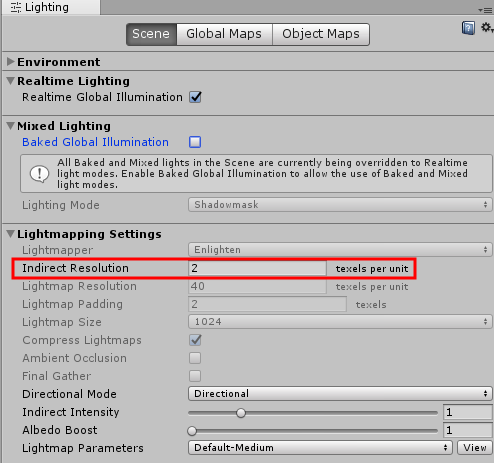 Lighting
Scene Global Maps Object Maps
Environment
Realtime Lighting
Realtime Global Illumination
Mixed Lighting
Baked Global Illumination
All Baked and Mixed lights in the Scene are currently being overridden to Realtime
light modes. Enable Baked Global Illumination to allow the use of Baked and Mixed
light modes.
Lighting Mode Shadowmask
Lightmapping Settings
Lightmapper Enlighten
Indirect Resolution 2 texels per unit
Lightmap Resolution 40 texels per unit
Lightmap Padding 2 texels
Lightmap Size 1024
Compress Lightmaps
Ambient Occlusion
Final Gather
Directional Mode Directional
Indirect Intensity 1
Albedo Boost 1
Lightmap Parameters Default-Medium View